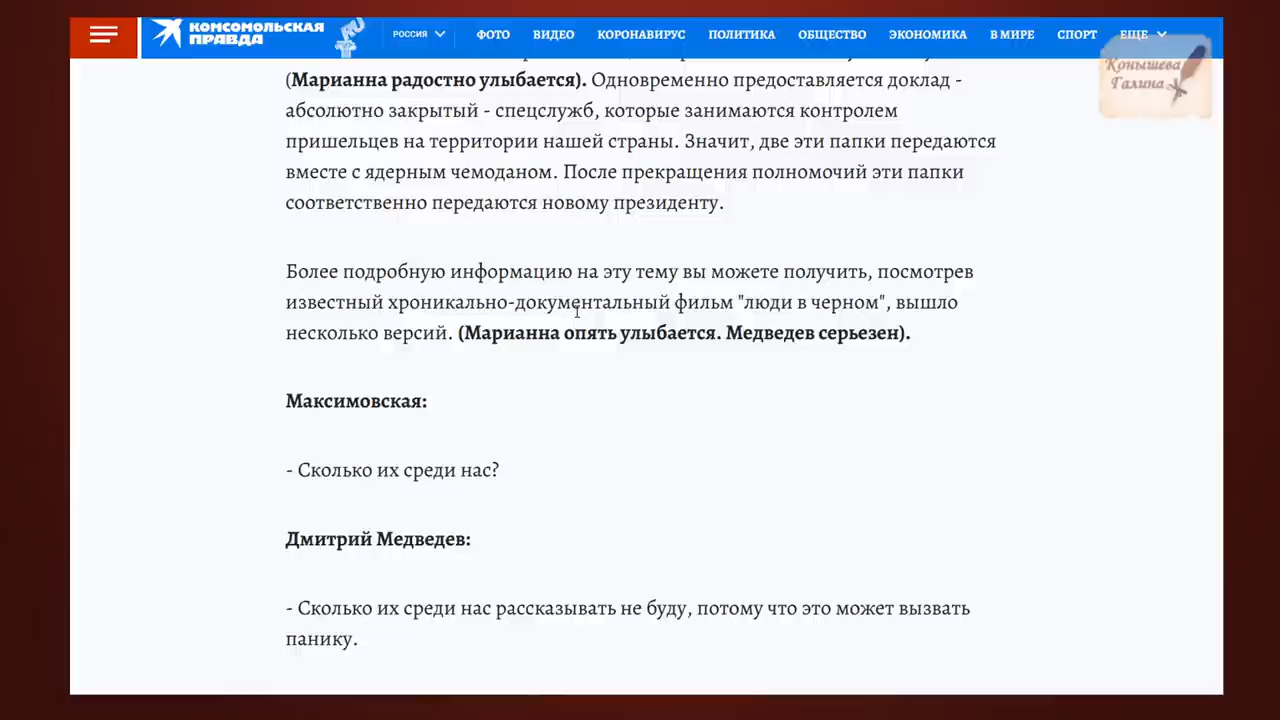 КОМСОМОЛЬСКАЯ
ПРАВДА
РОССИЯ
ФОТО ВИДЕО КОРОНАВИРУС ПОЛИТИКА ОБЩЕСТВО ЭКОНОМИКА В МИРЕ СПОРТ ЕЩЕ
Конышева
Галина
(Марианна радостно улыбается). Одновременно предоставляется доклад -
абсолютно закрытый - спецслужб, которые занимаются контролем
пришельцев на территории нашей страны. Значит, две эти папки передаются
вместе с ядерным чемоданом. После прекращения полномочий эти папки
соответственно передаются новому президенту.
Более подробную информацию на эту тему вы можете получить, посмотрев
известный хроникально-документальный фильм "люди в черном", вышло
несколько версий. (Марианна опять улыбается. Медведев серьезен).
Максимовская:
- Сколько их среди нас?
Дмитрий Медведев:
- Сколько их среди нас рассказывать не буду, потому что это может вызвать
панику.